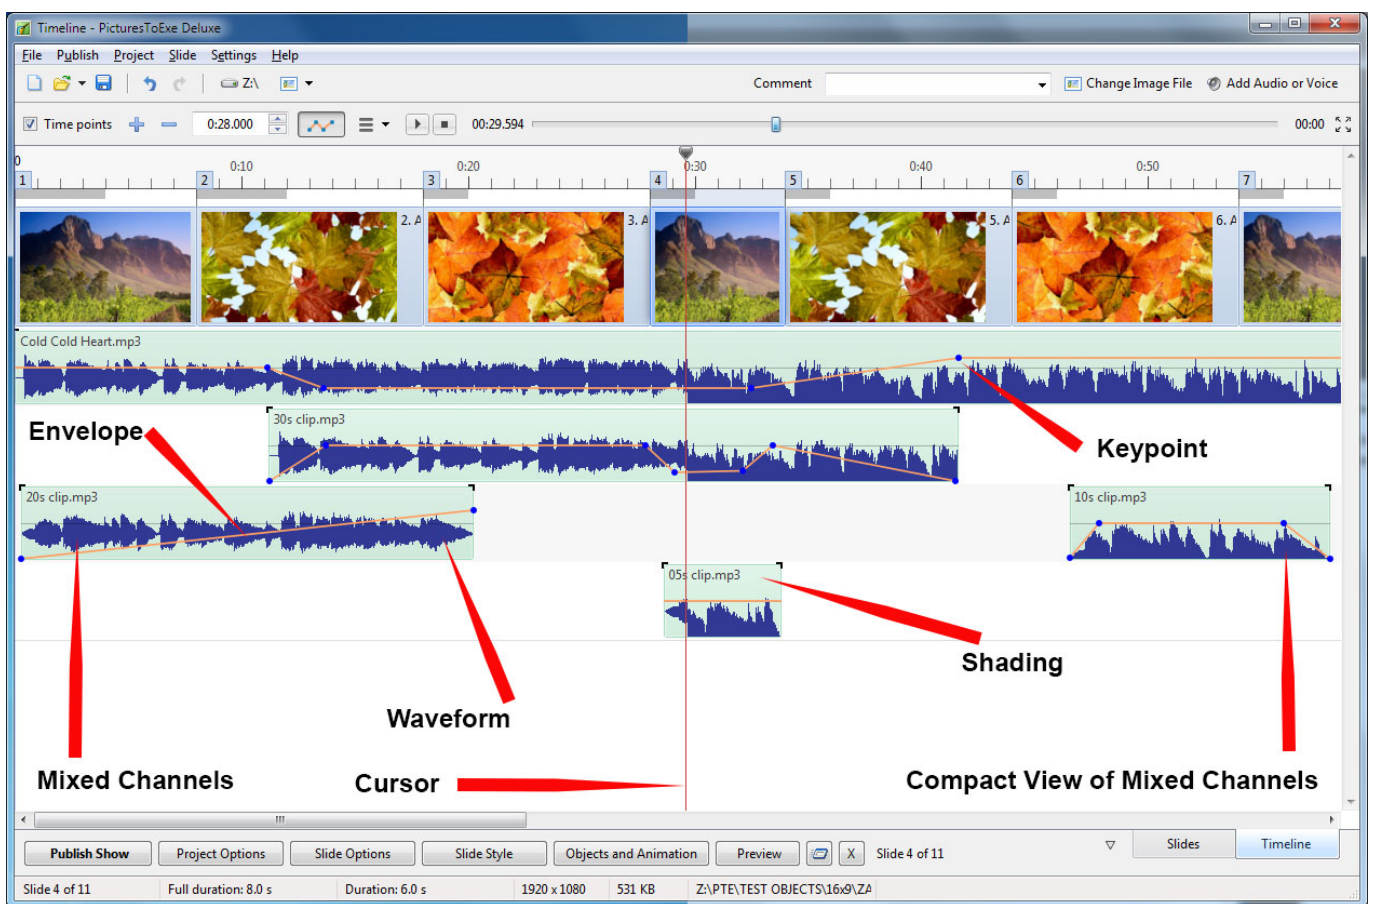 Timeline - PicturesToExe Deluxe
File Publish Project Slide Settings Help
Z:\ Comment Change Image File Add Audio or Voice
Time points 0:28.000 00:29.594 00:00
0 0:10 0:20 0:30 0:40 0:50
1 2 3 4 5 6 7
2. A 3. A 5. A 6. A
Cold Cold Heart.mp3
30s clip.mp3
Envelope
Keypoint
20s clip.mp3 10s clip.mp3
05s clip.mp3
Shading
Waveform
Mixed Channels Cursor Compact View of Mixed Channels
Publish Show Project Options Slide Options Slide Style Objects and Animation Preview X Slide 4 of 11 Slides Timeline
Slide 4 of 11 Full duration: 8.0 s Duration: 6.0 s 1920 x 1080 531 KB Z:\PTE\TEST OBJECTS\16x9\ZA